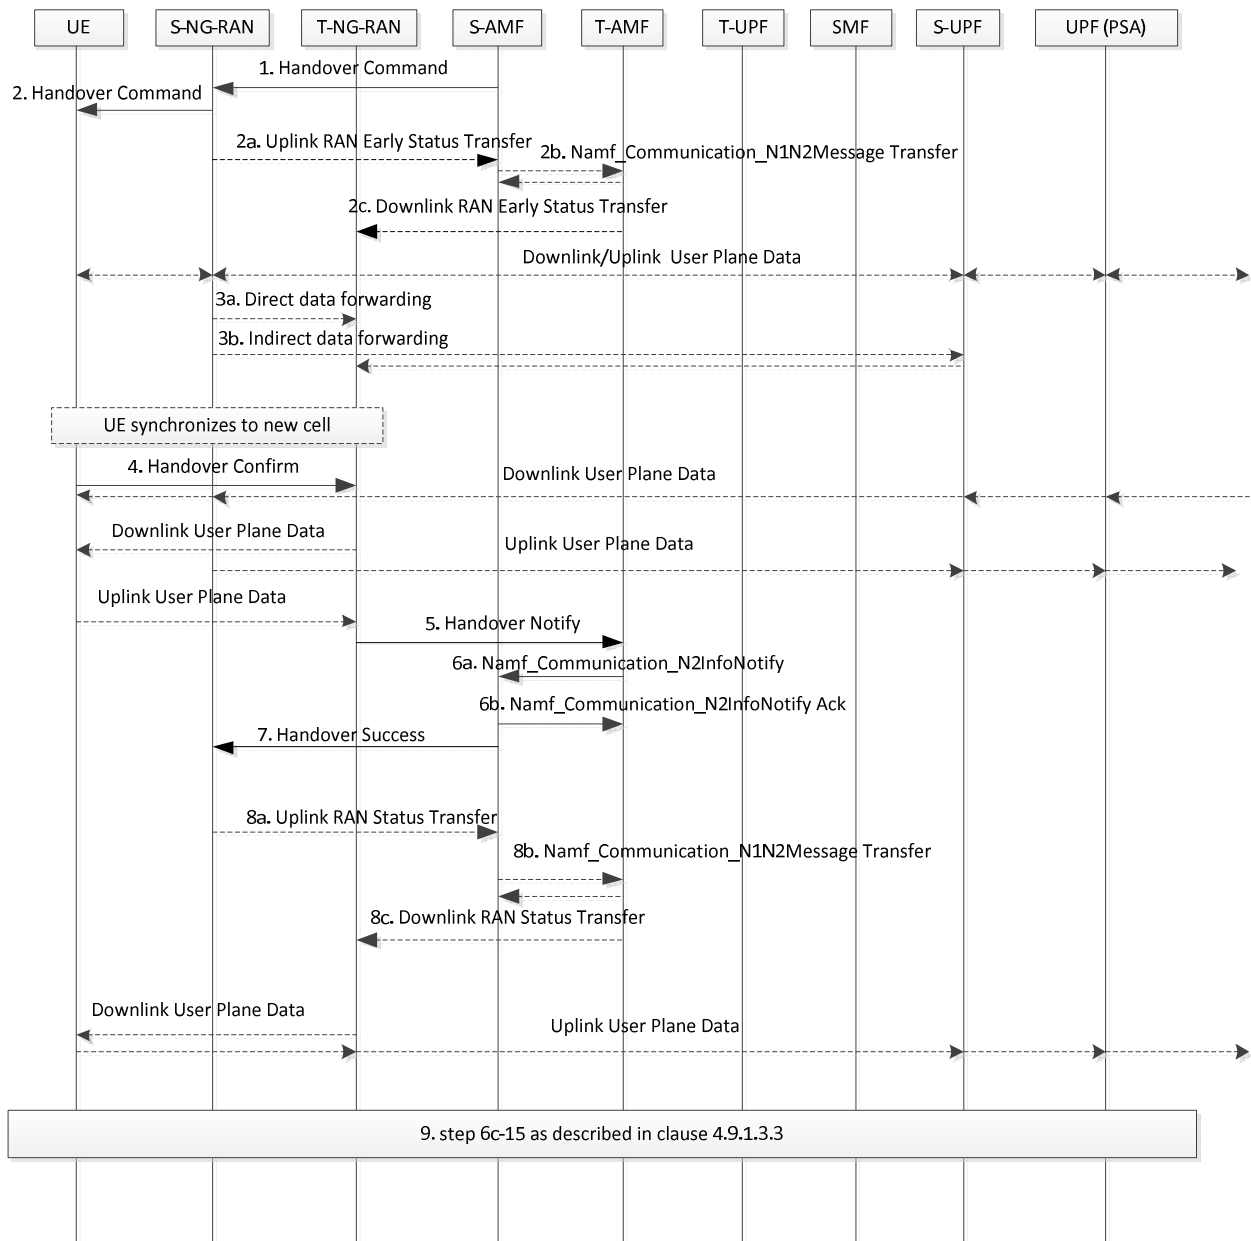 UE
S-NG-RAN
T-NG-RAN
S-AMF
T-AMF
T-UPF
SMF
S-UPF
UPF (PSA)
1. Handover Command
2. Handover Command
2a. Uplink RAN Early Status Transfer
2b. Namf_Communication_N1N2Message Transfer
2c. Downlink RAN Early Status Transfer
Downlink/Uplink User Plane Data
3a. Direct data forwarding
3b. Indirect data forwarding
UE synchronizes to new cell
4. Handover Confirm
Downlink User Plane Data
Downlink User Plane Data
Uplink User Plane Data
Uplink User Plane Data
5. Handover Notify
6a. Namf_Communication_N2InfoNotify
6b. Namf_Communication_N2InfoNotify Ack
7. Handover Success
8a. Uplink RAN Status Transfer
8b. Namf_Communication_N1N2Message Transfer
8c. Downlink RAN Status Transfer
Downlink User Plane Data
Uplink User Plane Data
9. step 6c-15 as described in clause 4.9.1.3.3